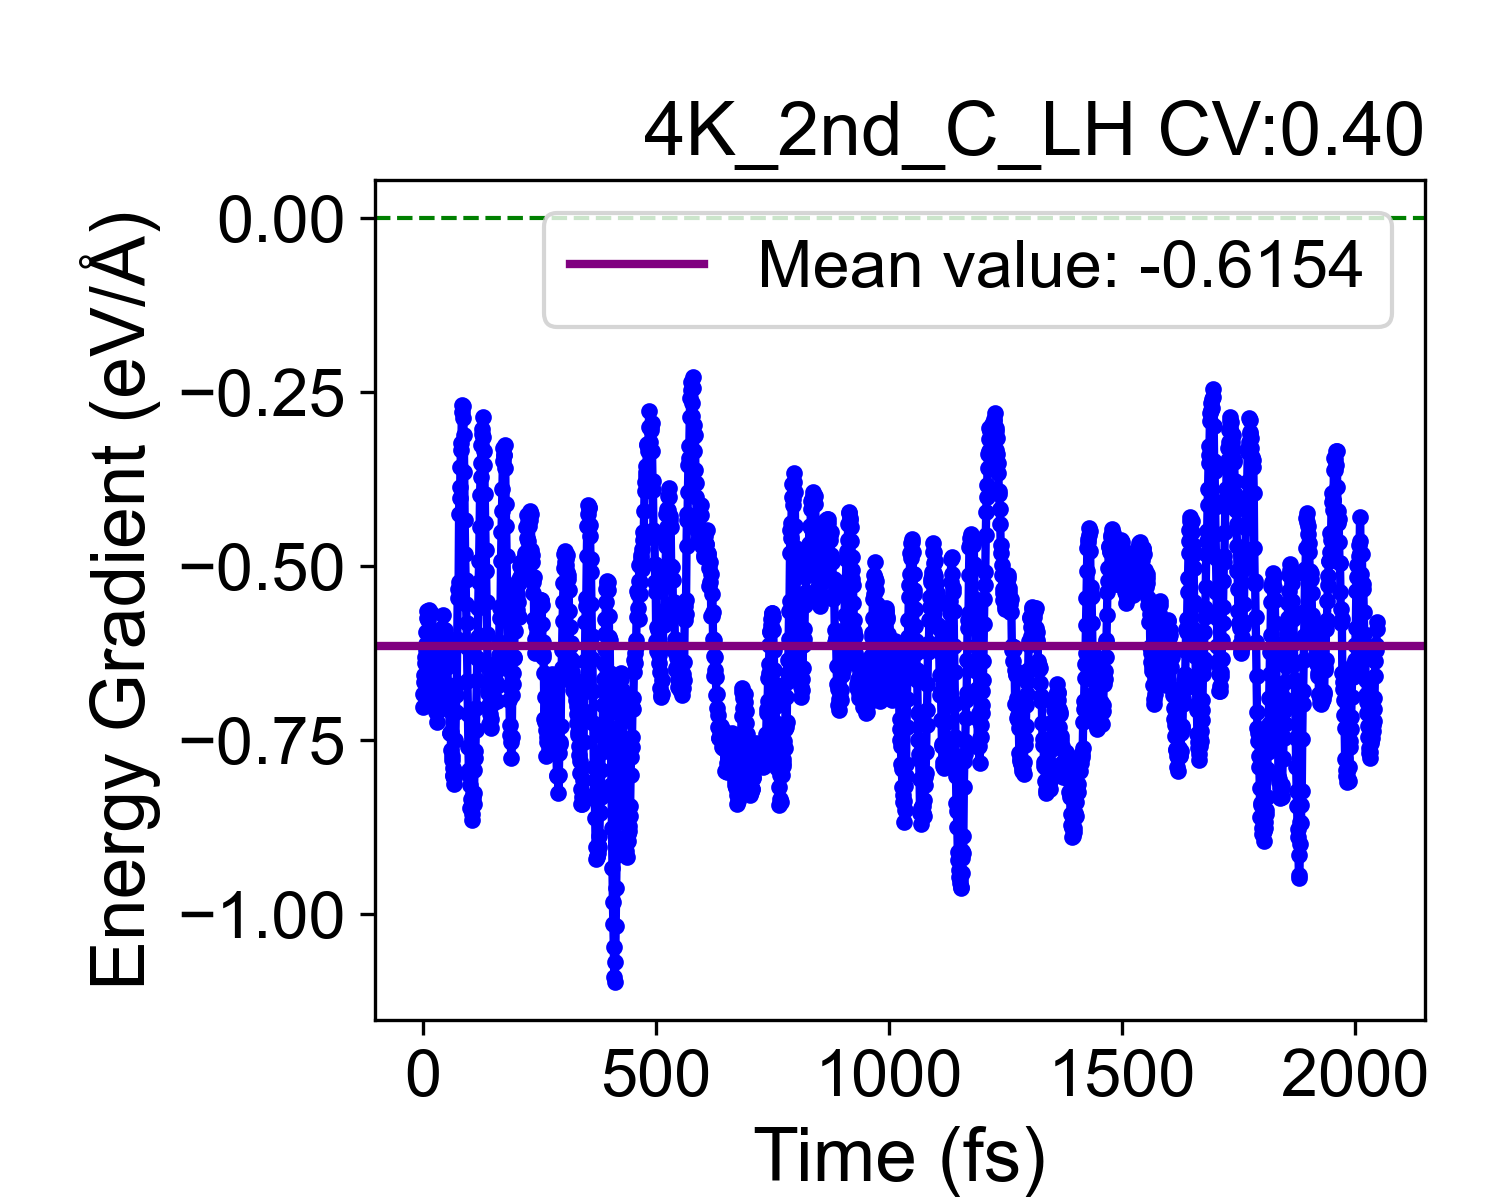 4K_2nd_C_LH CV:0.40
Mean value: -0.6154
Energy Gradient (eV/Å)
0.00
−0.25
−0.50
−0.75
−1.00
0 500 1000 1500 2000
Time (fs)